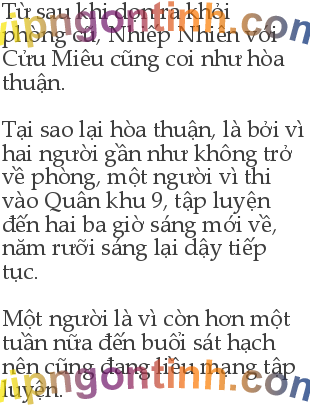 Từ sau khi dọn ra khỏi
phòng cũ, Nhiếp Nhiên với
Cửu Miêu cũng coi như hòa
thuận.
Tại sao lại hòa thuận, là bởi vì
hai người gần như không trở
về phòng, một người vì thi
vào Quân khu 9, tập luyện
đến hai ba giờ sáng mới về,
năm rưỡi sáng lại dậy tiếp
tục.
Một người là vì còn hơn một
tuần nữa đến buổi sát hạch
nên cũng đang liều mạng tập
luyện.
vipngontinh.com
vipngontinh.com